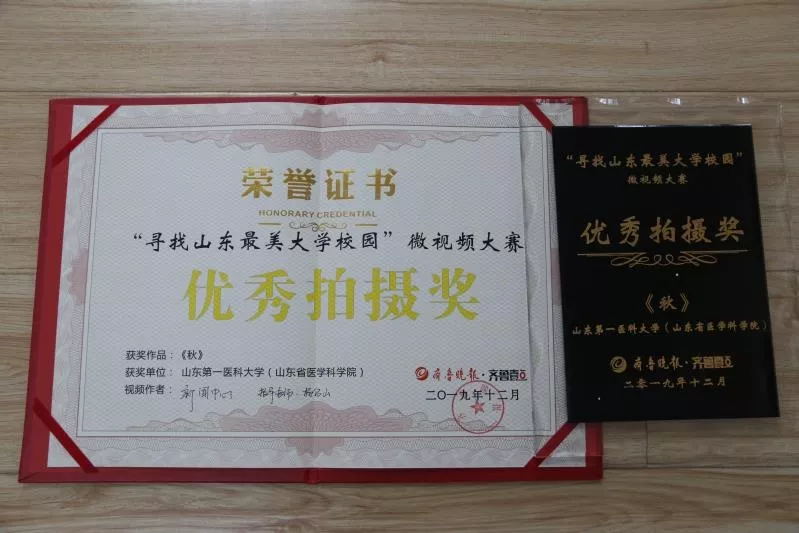 荣誉证书
HONORARY CREDENTIAL
“寻找山东最美大学校园”微视频大赛
优秀拍摄奖
获奖作品：《秋》
获奖单位：山东第一医科大学（山东省医学科学院）
视频作者：新闻中心
齐鲁晚报·齐鲁壹点
二〇一九年十二月
“寻找山东最美大学校园”
微视频大赛
优秀拍摄奖
《秋》
山东第一医科大学（山东省医学科学院）
齐鲁晚报·齐鲁壹点
二〇一九年十二月